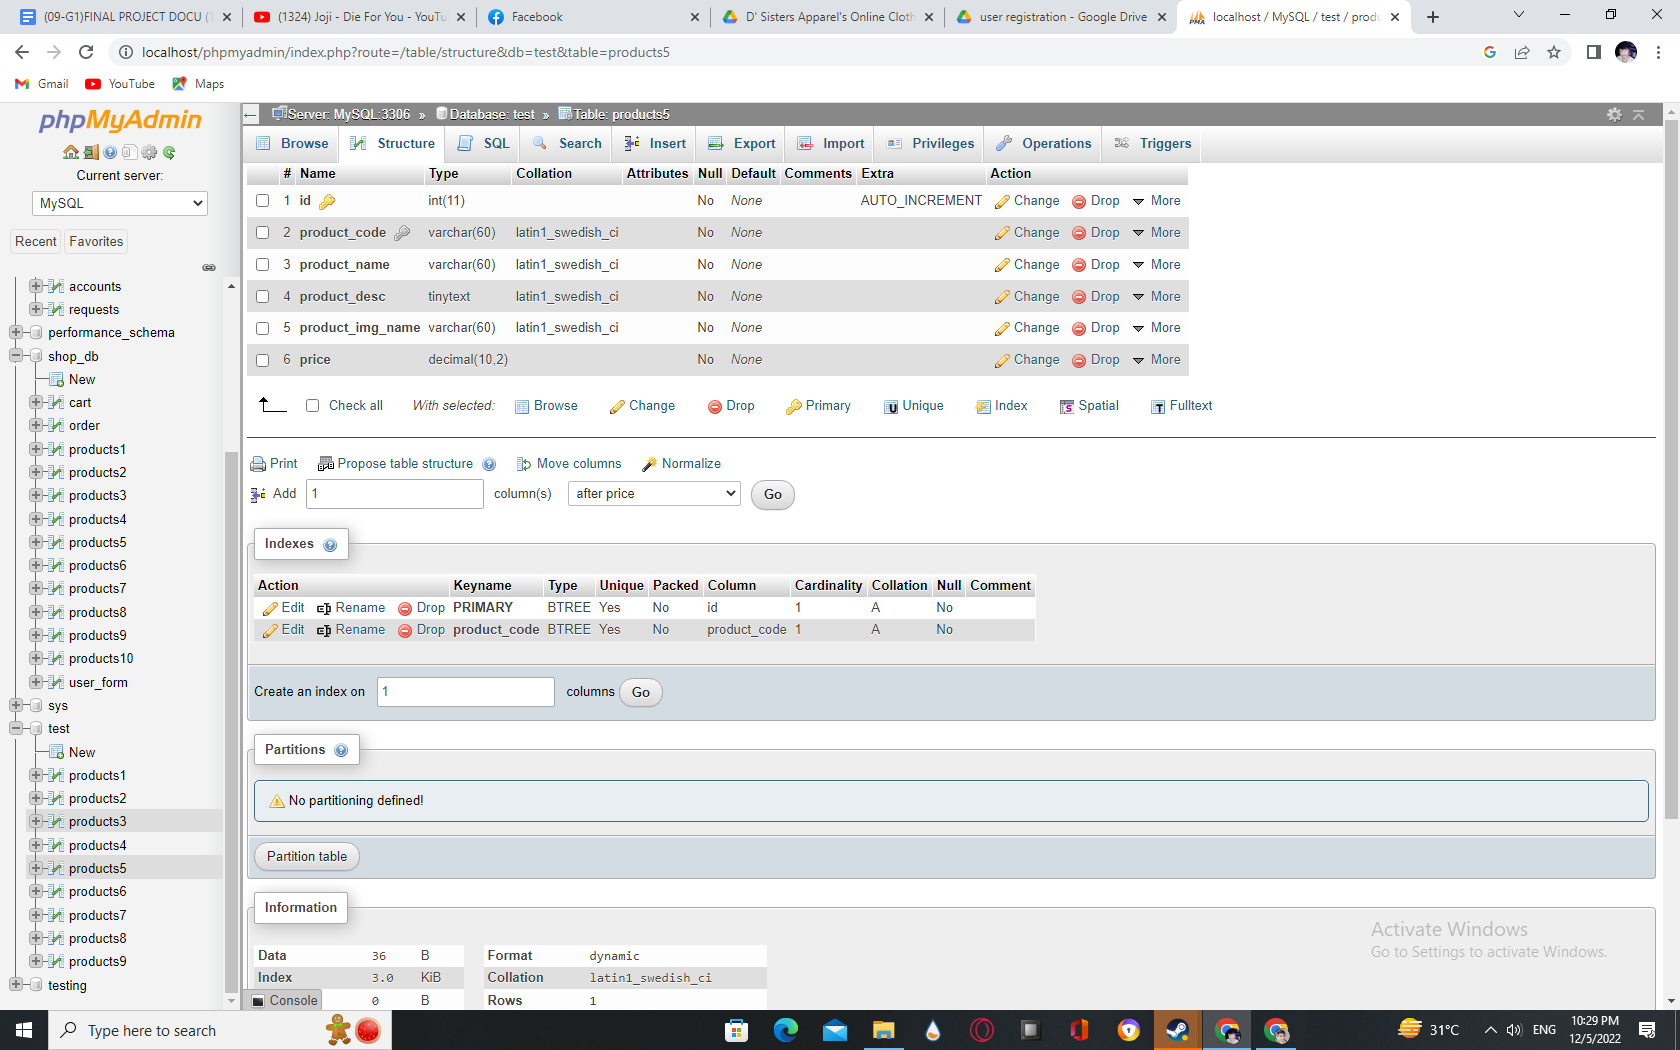 (09-G1)FINAL PROJECT DOCU (
(1324) Joji - Die For You - YouTu
Facebook
D' Sisters Apparel's Online Cloth
user registration - Google Drive
localhost / MySQL / test / produ
localhost/phpmyadmin/index.php?route=/table/structure&db=test&table=products5
Gmail YouTube Maps
phpMyAdmin
Current server:
MySQL
Recent Favorites
accounts
requests
performance_schema
shop_db
New
cart
order
products1
products2
products3
products4
products5
products6
products7
products8
products9
products10
user_form
sys
test
New
products1
products2
products3
products4
products5
products6
products7
products8
products9
testing
Server: MySQL:3306 » Database: test » Table: products5
Browse Structure SQL Search Insert Export Import Privileges Operations Triggers
# Name Type Collation Attributes Null Default Comments Extra Action
1 id int(11) No None AUTO_INCREMENT Change Drop More
2 product_code varchar(60) latin1_swedish_ci No None Change Drop More
3 product_name varchar(60) latin1_swedish_ci No None Change Drop More
4 product_desc tinytext latin1_swedish_ci No None Change Drop More
5 product_img_name varchar(60) latin1_swedish_ci No None Change Drop More
6 price decimal(10,2) No None Change Drop More
Check all With selected: Browse Change Drop Primary Unique Index Spatial Fulltext
Print Propose table structure Move columns Normalize
Add 1 column(s) after price Go
Indexes
Action Keyname Type Unique Packed Column Cardinality Collation Null Comment
Edit Rename Drop PRIMARY BTREE Yes No id 1 A No
Edit Rename Drop product_code BTREE Yes No product_code 1 A No
Create an index on 1 columns Go
Partitions
No partitioning defined!
Partition table
Information
Data 36 B
Index 3.0 KiB
0 B
Format dynamic
Collation latin1_swedish_ci
Rows 1
Console
Activate Windows
Go to Settings to activate Windows.
Type here to search
31°C
ENG
10:29 PM
12/5/2022